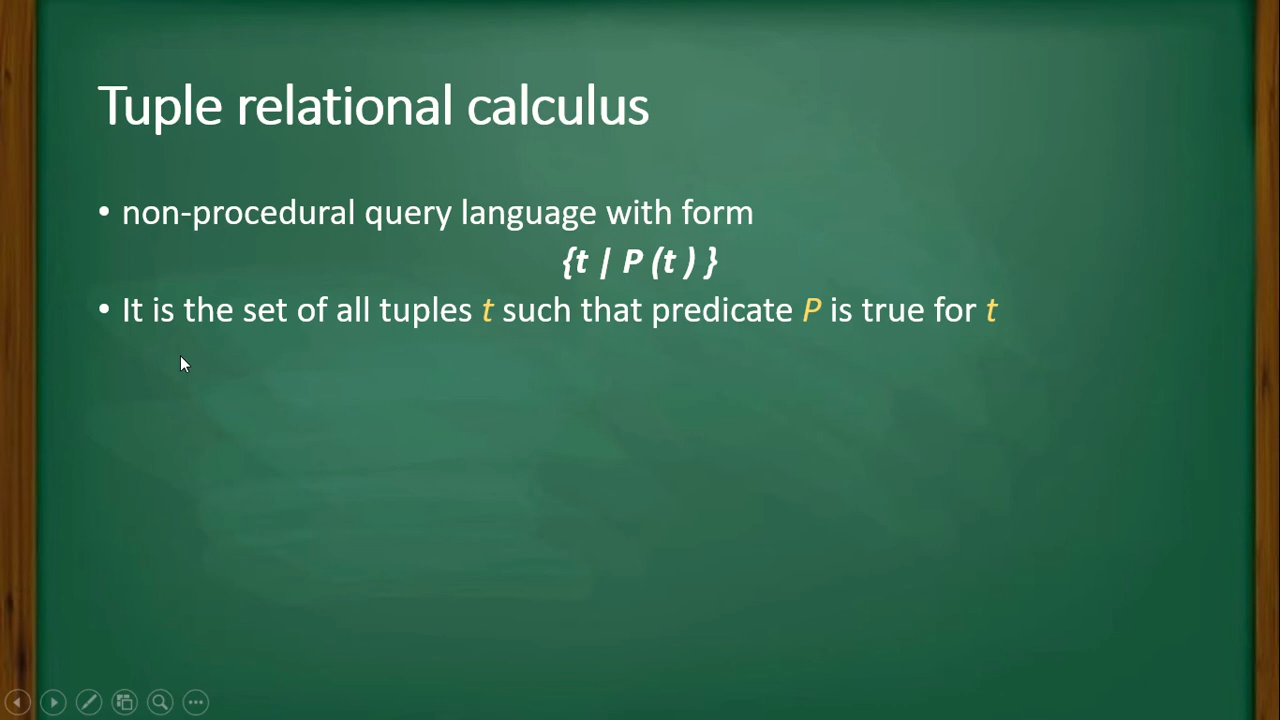 Tuple relational calculus
• non-procedural query language with form
{t | P (t ) }
• It is the set of all tuples t such that predicate P is true for t